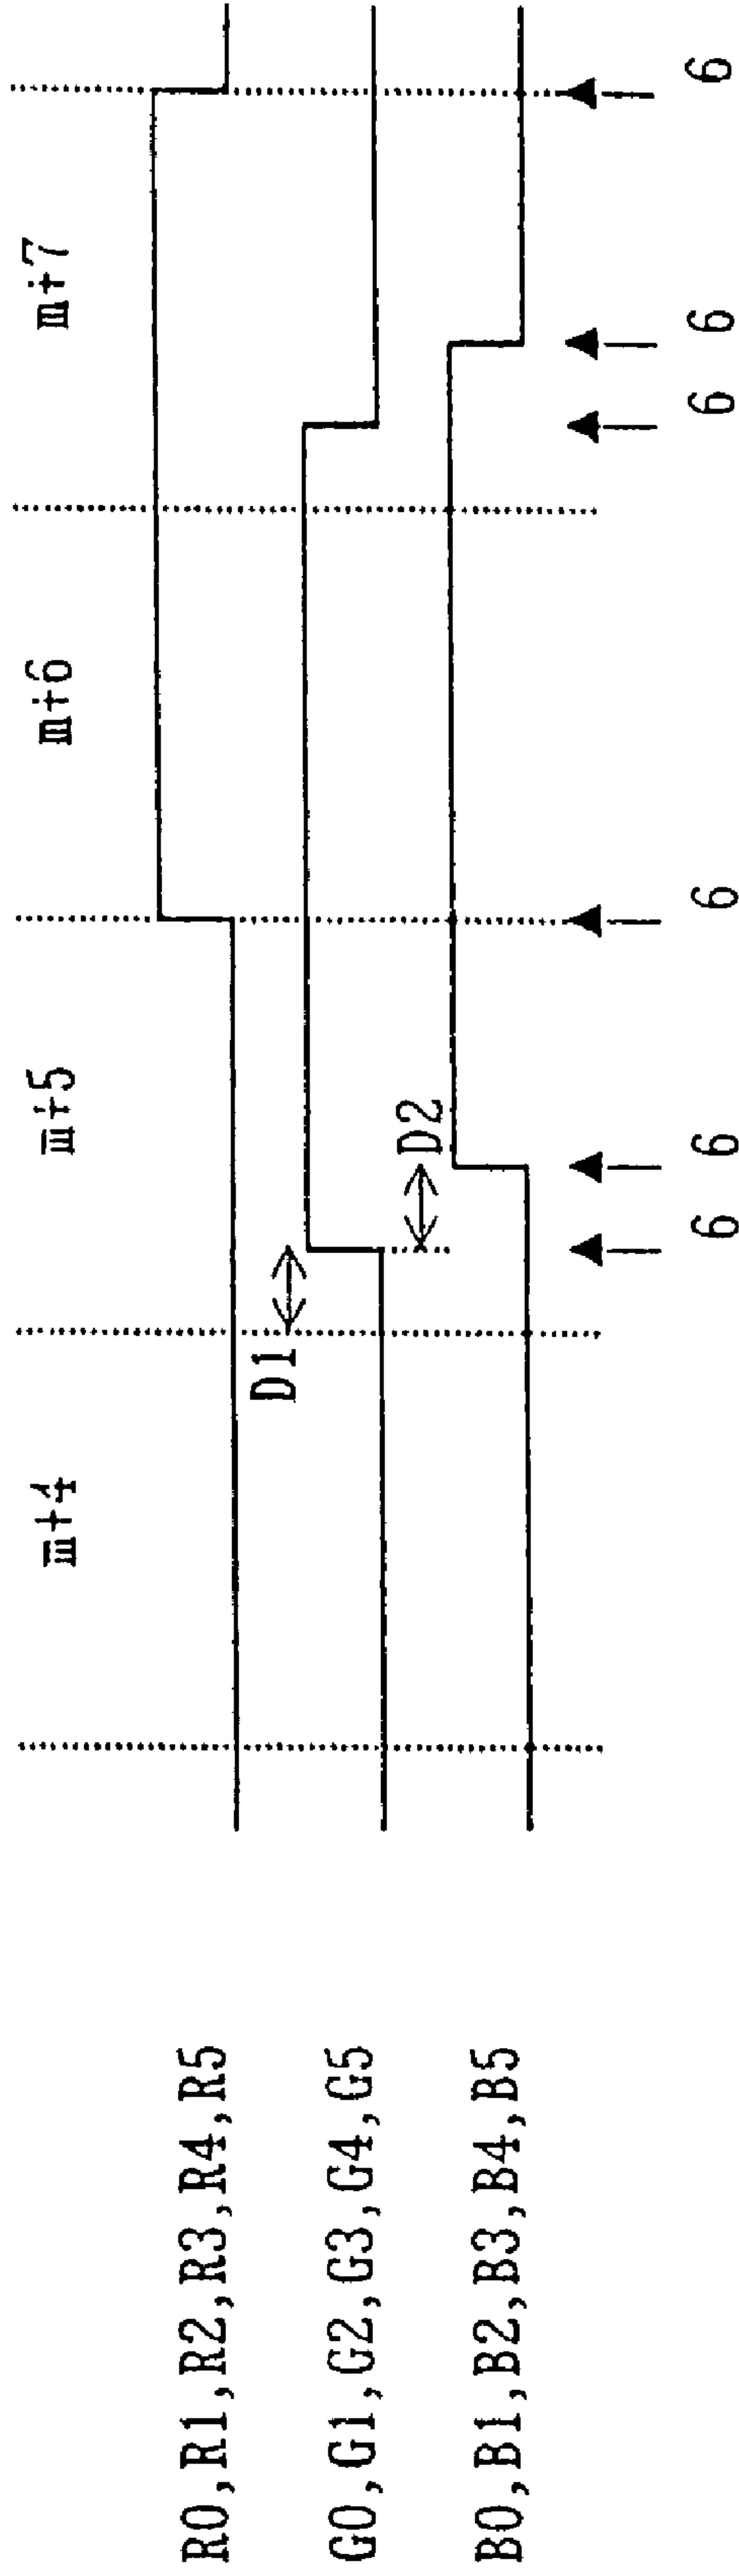 m+4 m+5 m+6 m+7
R0,R1,R2,R3,R4,R5
D1
G0,G1,G2,G3,G4,G5
D2
B0,B1,B2,B3,B4,B5
6 6 6 6 6 6